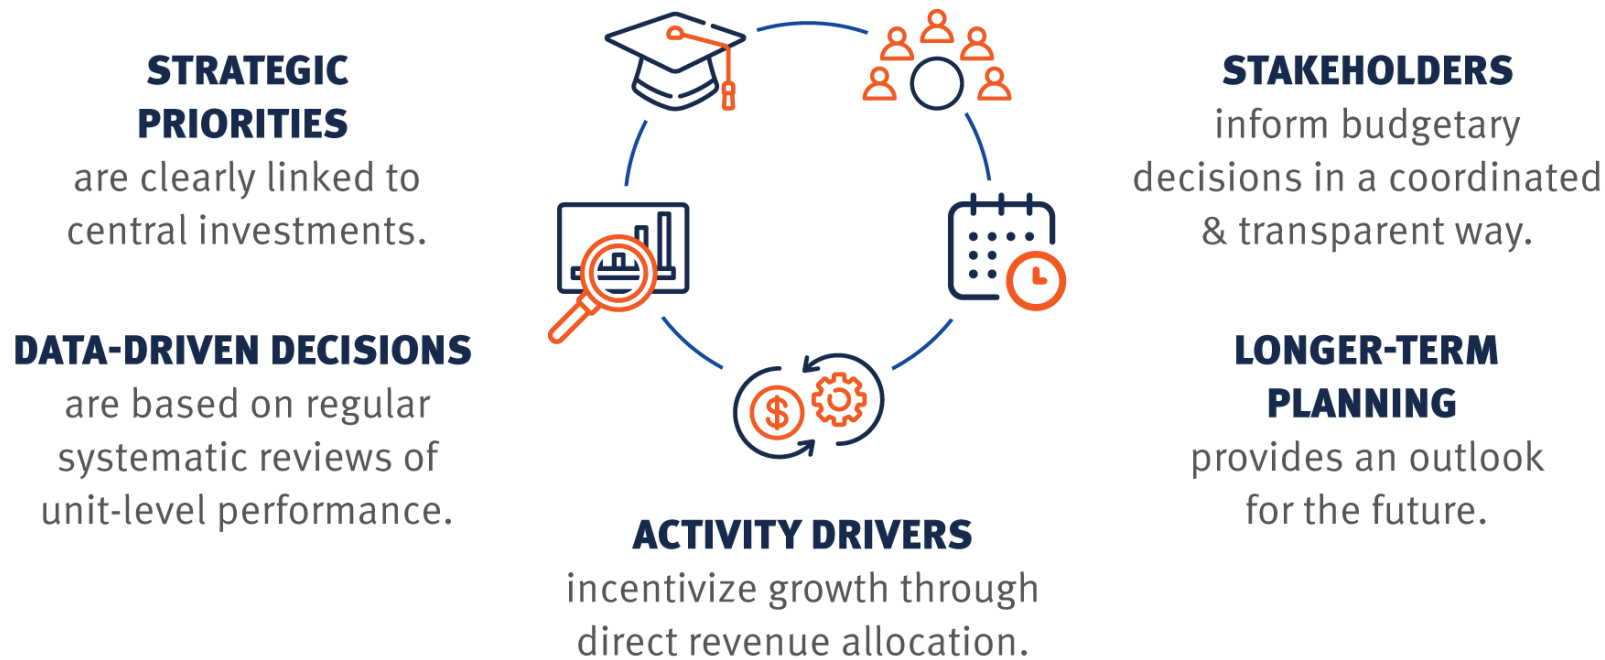 STRATEGIC
PRIORITIES
are clearly linked to
central investments.
STAKEHOLDERS
inform budgetary
decisions in a coordinated
& transparent way.
DATA-DRIVEN DECISIONS
are based on regular
systematic reviews of
unit-level performance.
LONGER-TERM
PLANNING
provides an outlook
for the future.
$
ACTIVITY DRIVERS
incentivize growth through
direct revenue allocation.